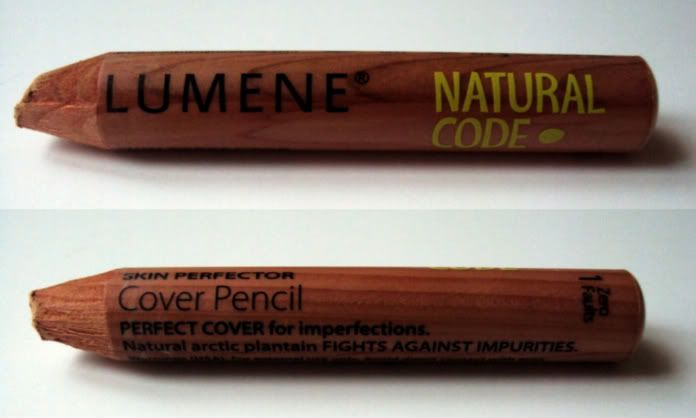 LUMENE®
NATURAL
CODE
CODE
SKIN PERFECTOR
Cover Pencil
PERFECT COVER for imperfections.
Natural arctic plantain FIGHTS AGAINST IMPURITIES.
1 Zero
Faults